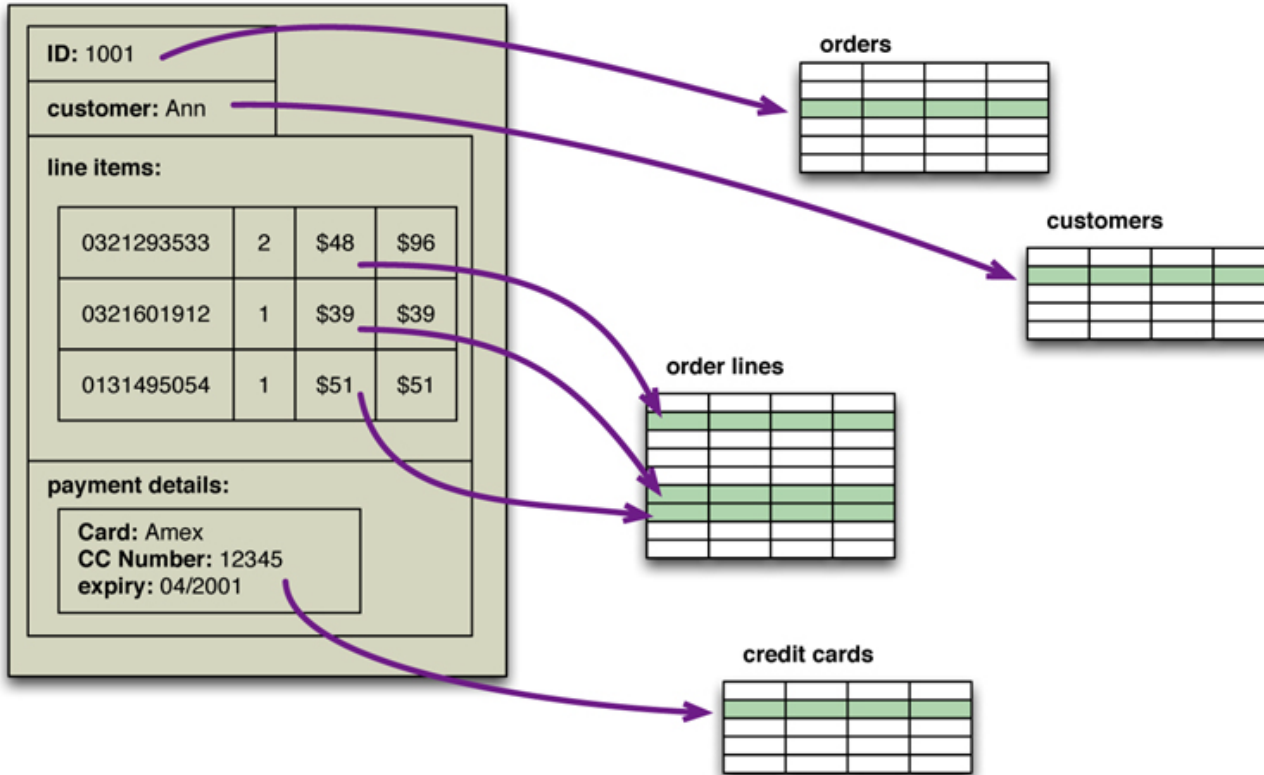 ID: 1001
customer: Ann
line items:
0321293533 2 $48 $96
0321601912 1 $39 $39
0131495054 1 $51 $51
payment details:
Card: Amex
CC Number: 12345
expiry: 04/2001
orders
customers
order lines
credit cards